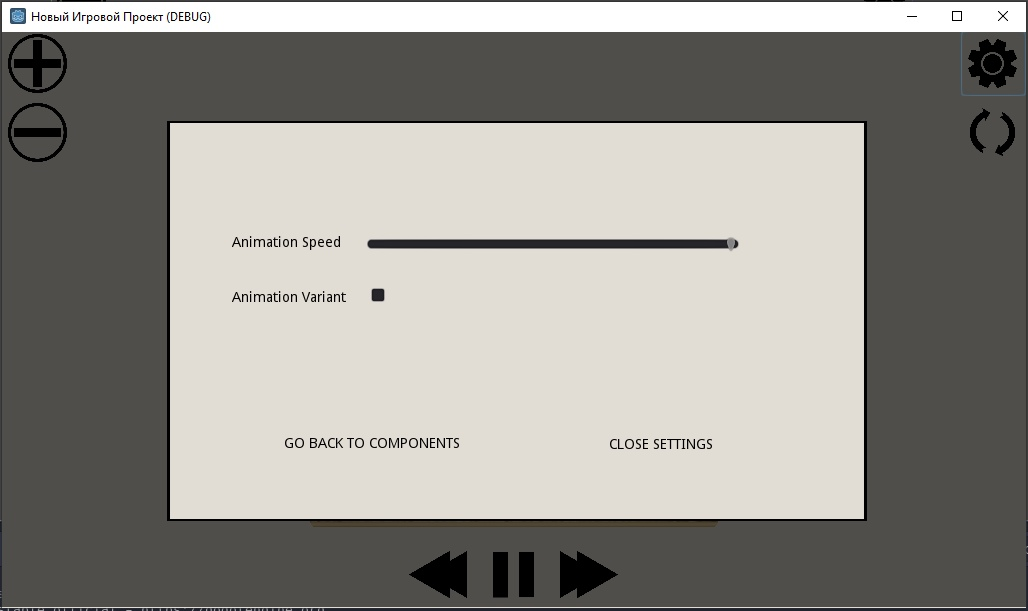 Новый Игровой Проект (DEBUG)
Animation Speed
Animation Variant
GO BACK TO COMPONENTS
CLOSE SETTINGS